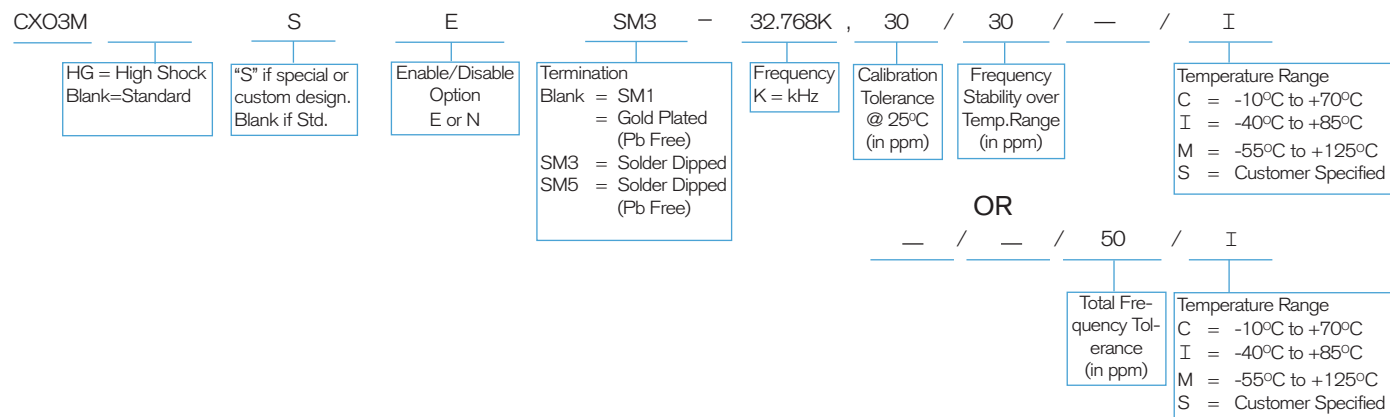 CXO3M S E SM3 – 32.768K , 30 / 30 / — / I
HG = High Shock
Blank=Standard
“S” if special or
custom design.
Blank if Std.
Enable/Disable
Option
E or N
Termination
Blank = SM1
= Gold Plated
(Pb Free)
SM3 = Solder Dipped
SM5 = Solder Dipped
(Pb Free)
Frequency
K = kHz
Calibration
Tolerance
@ 25ºC
(in ppm)
Frequency
Stability over
Temp.Range
(in ppm)
Temperature Range
C = -10ºC to +70ºC
I = -40ºC to +85ºC
M = -55ºC to +125ºC
S = Customer Specified
OR
— / — / 50 / I
Total Fre-
quency Tol-
erance
(in ppm)
Temperature Range
C = -10ºC to +70ºC
I = -40ºC to +85ºC
M = -55ºC to +125ºC
S = Customer Specified